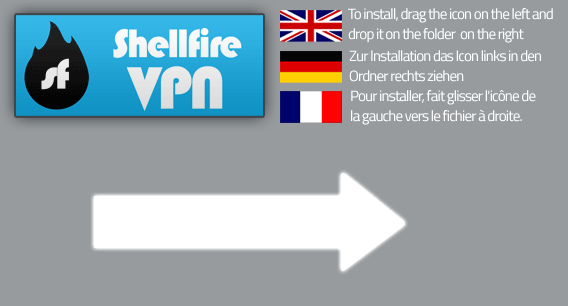 Shellfire
VPN
sf
To install, drag the icon on the left and
drop it on the folder on the right
Zur Installation das Icon links in den
Ordner rechts ziehen
Pour installer, fait glisser l'icône de
la gauche vers le fichier à droite.